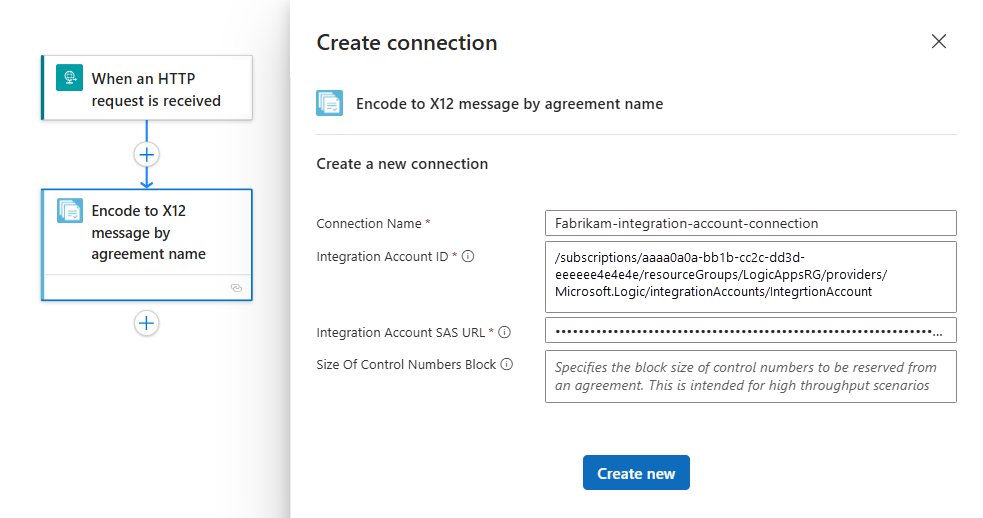 When an HTTP
request is received
Encode to X12
message by
agreement name
Create connection
Encode to X12 message by agreement name
Create a new connection
Connection Name *
Fabrikam-integration-account-connection
Integration Account ID *
/subscriptions/aaaa0a0a-bb1b-cc2c-dd3d-
eeeeee4e4e4e/resourceGroups/LogicAppsRG/providers/
Microsoft.Logic/integrationAccounts/IntegrtionAccount
Integration Account SAS URL *
Size Of Control Numbers Block
Specifies the block size of control numbers to be reserved from
an agreement. This is intended for high throughput scenarios
Create new